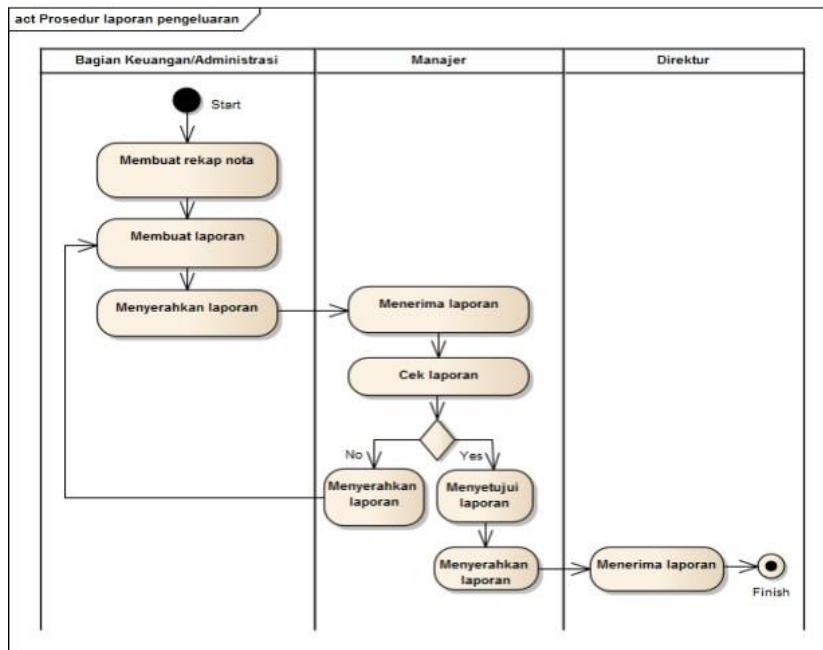 act Prosedur laporan pengeluaran
Bagian Keuangan/Administrasi
Manajer
Direktur
Start
Membuat rekap nota
Membuat laporan
Menyerahkan laporan
Menerima laporan
Cek laporan
No
Yes
Menyerahkan
laporan
Menyetujui
laporan
Menyerahkan
laporan
Menerima laporan
Finish